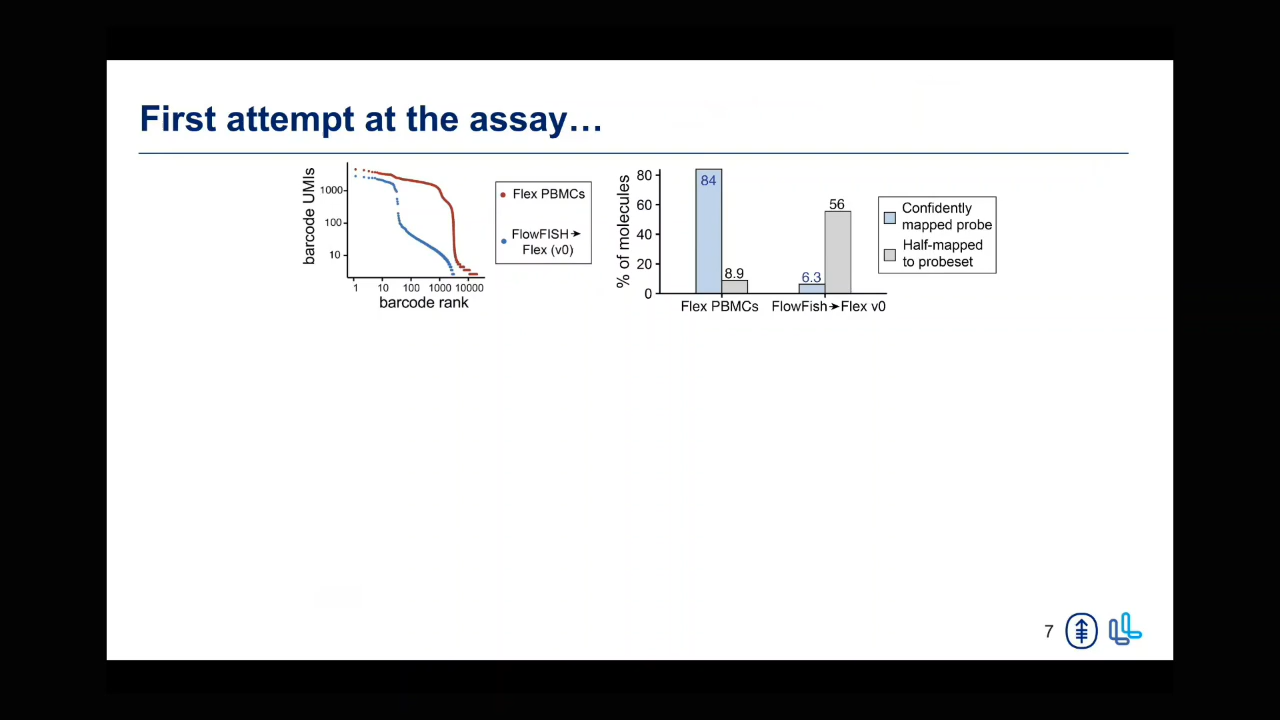 First attempt at the assay…
barcode UMIs
1000
100
10
1 10 100 1000 10000
barcode rank
Flex PBMCs
FlowFISH➤
Flex (v0)
% of molecules
80
60
40
20
0
84
8.9
6.3
56
Flex PBMCs FlowFish➤Flex v0
Confidently
mapped probe
Half-mapped
to probeset
7